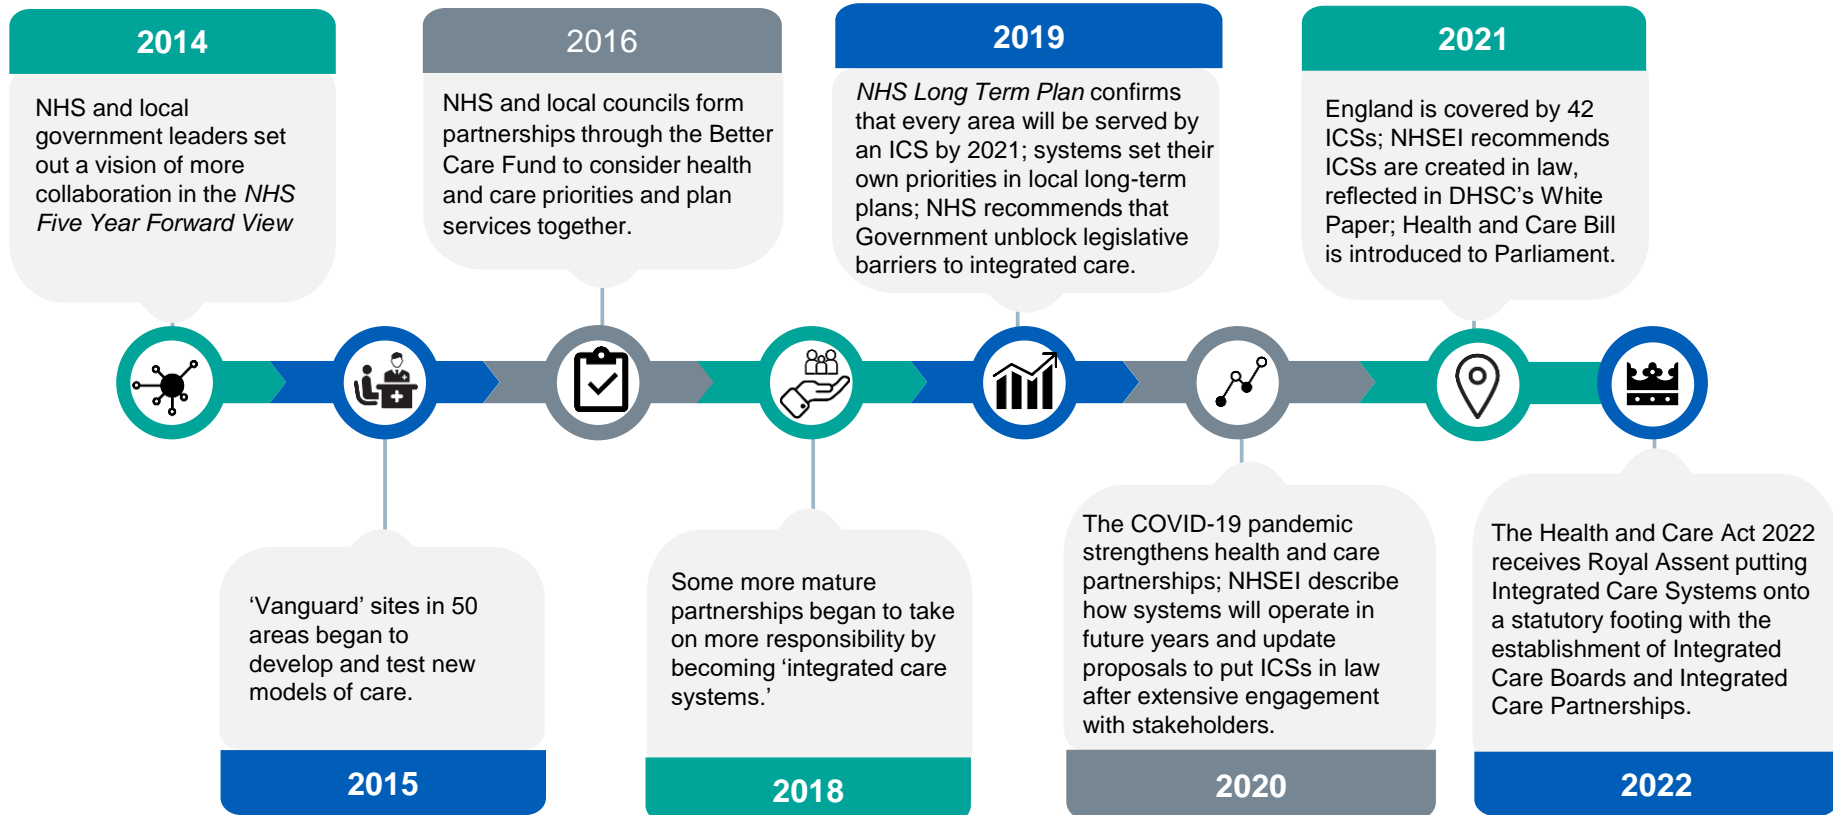 2014
NHS and local
government leaders set
out a vision of more
collaboration in the NHS
Five Year Forward View
2016
NHS and local councils form
partnerships through the Better
Care Fund to consider health
and care priorities and plan
services together.
2019
NHS Long Term Plan confirms
that every area will be served by
an ICS by 2021; systems set their
own priorities in local long-term
plans; NHS recommends that
Government unblock legislative
barriers to integrated care.
2021
England is covered by 42
ICSs; NHSEI recommends
ICSs are created in law,
reflected in DHSC’s White
Paper; Health and Care Bill
is introduced to Parliament.
‘Vanguard’ sites in 50
areas began to
develop and test new
models of care.
2015
Some more mature
partnerships began to take
on more responsibility by
becoming ‘integrated care
systems.’
2018
The COVID-19 pandemic
strengthens health and care
partnerships; NHSEI describe
how systems will operate in
future years and update
proposals to put ICSs in law
after extensive engagement
with stakeholders.
2020
The Health and Care Act 2022
receives Royal Assent putting
Integrated Care Systems onto
a statutory footing with the
establishment of Integrated
Care Boards and Integrated
Care Partnerships.
2022